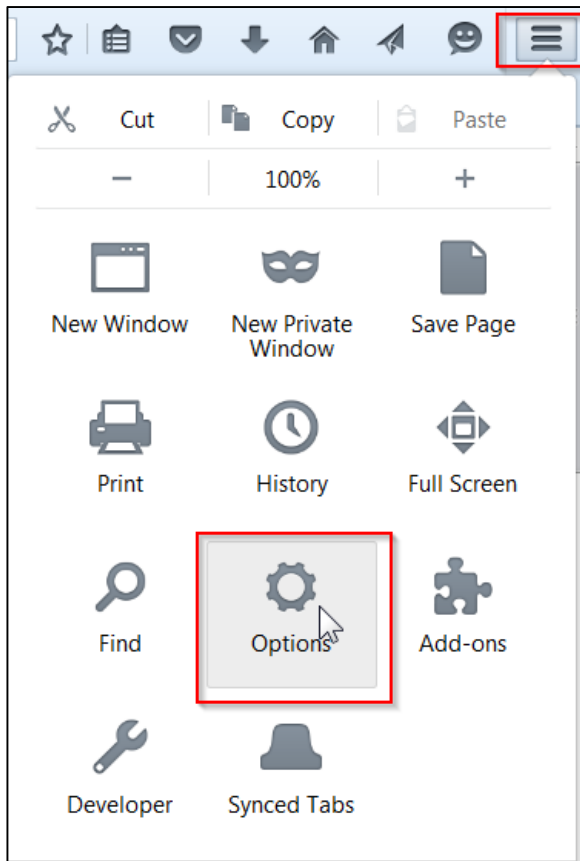 Cut Copy Paste
100%
New Window New Private Window Save Page
Print History Full Screen
Find Options Add-ons
Developer Synced Tabs